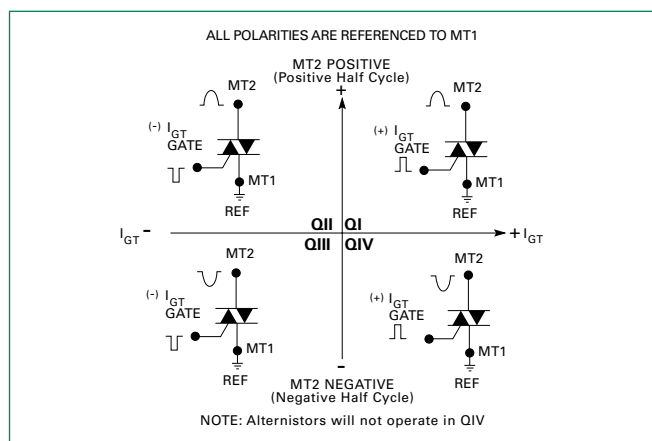 ALL POLARITIES ARE REFERENCED TO MT1
MT2 POSITIVE
(Positive Half Cycle)
+
MT2
(-) IGT
GATE
MT1
REF
MT2
(+) IGT
GATE
MT1
REF
IGT -
QII QI
QIII QIV
+ IGT
MT2
(-) IGT
GATE
MT1
REF
MT2
(+) IGT
GATE
MT1
REF
-
MT2 NEGATIVE
(Negative Half Cycle)
NOTE: Alternistors will not operate in QIV